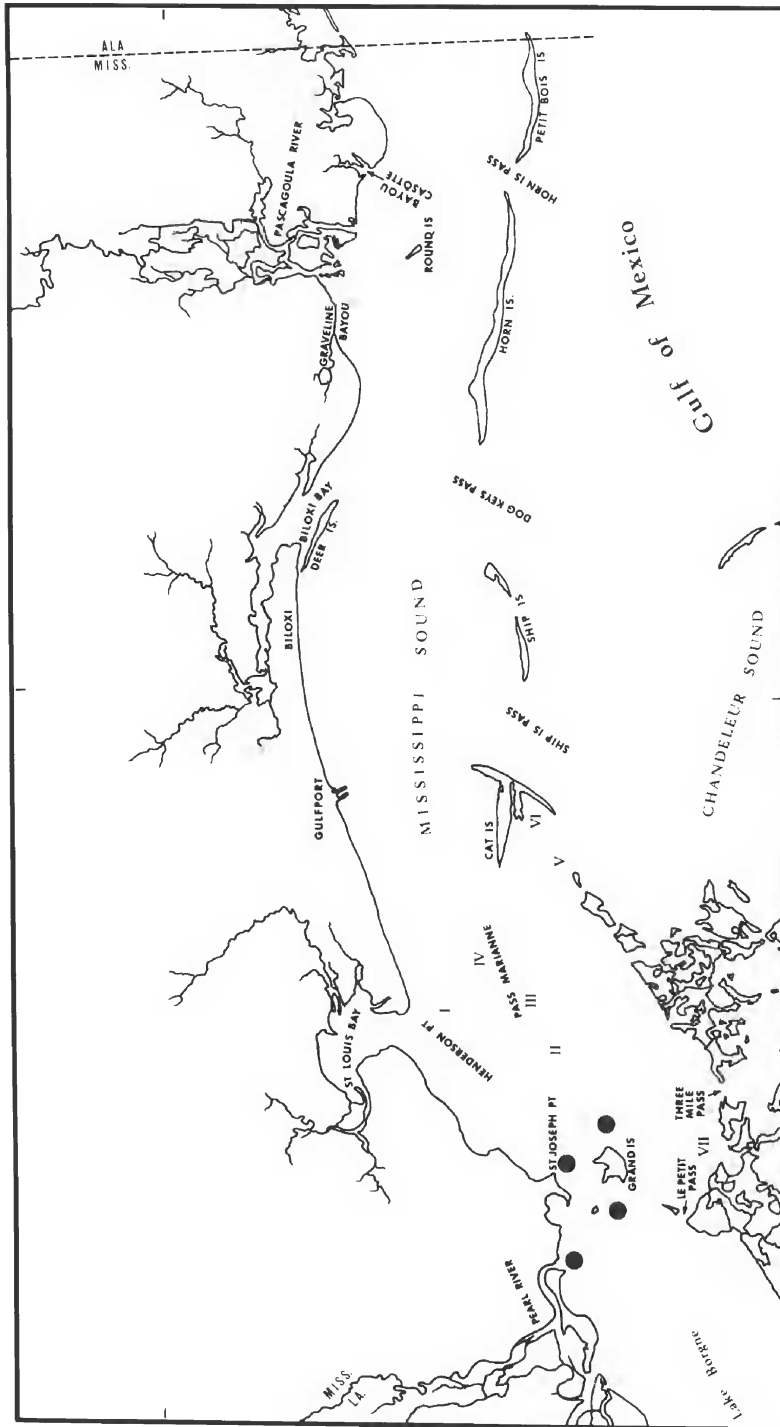 ALA
MISS.
PASCAGOULA RIVER
BAYOU
CASOTTE
ROUND IS
PETIT BOIS IS
HORN IS PASS
HORN IS.
GRAVELINE
BAYOU
Gulf of Mexico
DOG KEYS PASS
BILOXI BAY
DEER IS.
BILOXI
MISSISSIPPI SOUND
SHIP IS
SHIP IS PASS
CHANDELEUR SOUND
GULFPORT
CAT IS
VI
V
IV
PASS MARIANNE
III
I
II
HENDERSON PT
ST LOUIS BAY
ST JOSEPH PT
GRAND IS
THREE
MILE
PASS
VII
LE PETIT
PASS
PEARL RIVER
MISS.
LA.
Lake Borgne